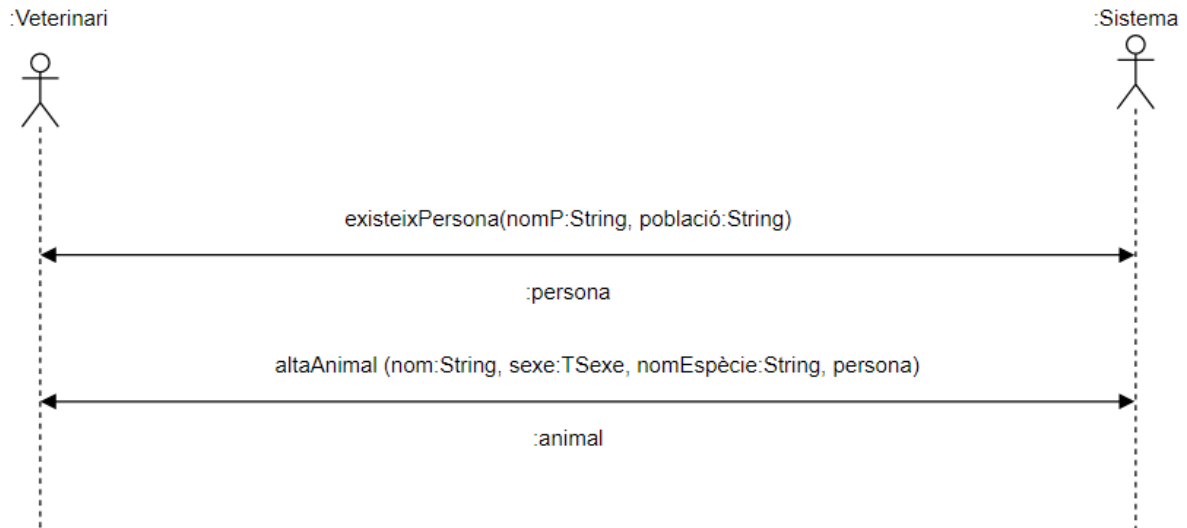 :Veterinari
:Sistema
existeixPersona(nomP:String, població:String)
:persona
altaAnimal (nom:String, sexe:TSexe, nomEspècie:String, persona)
:animal